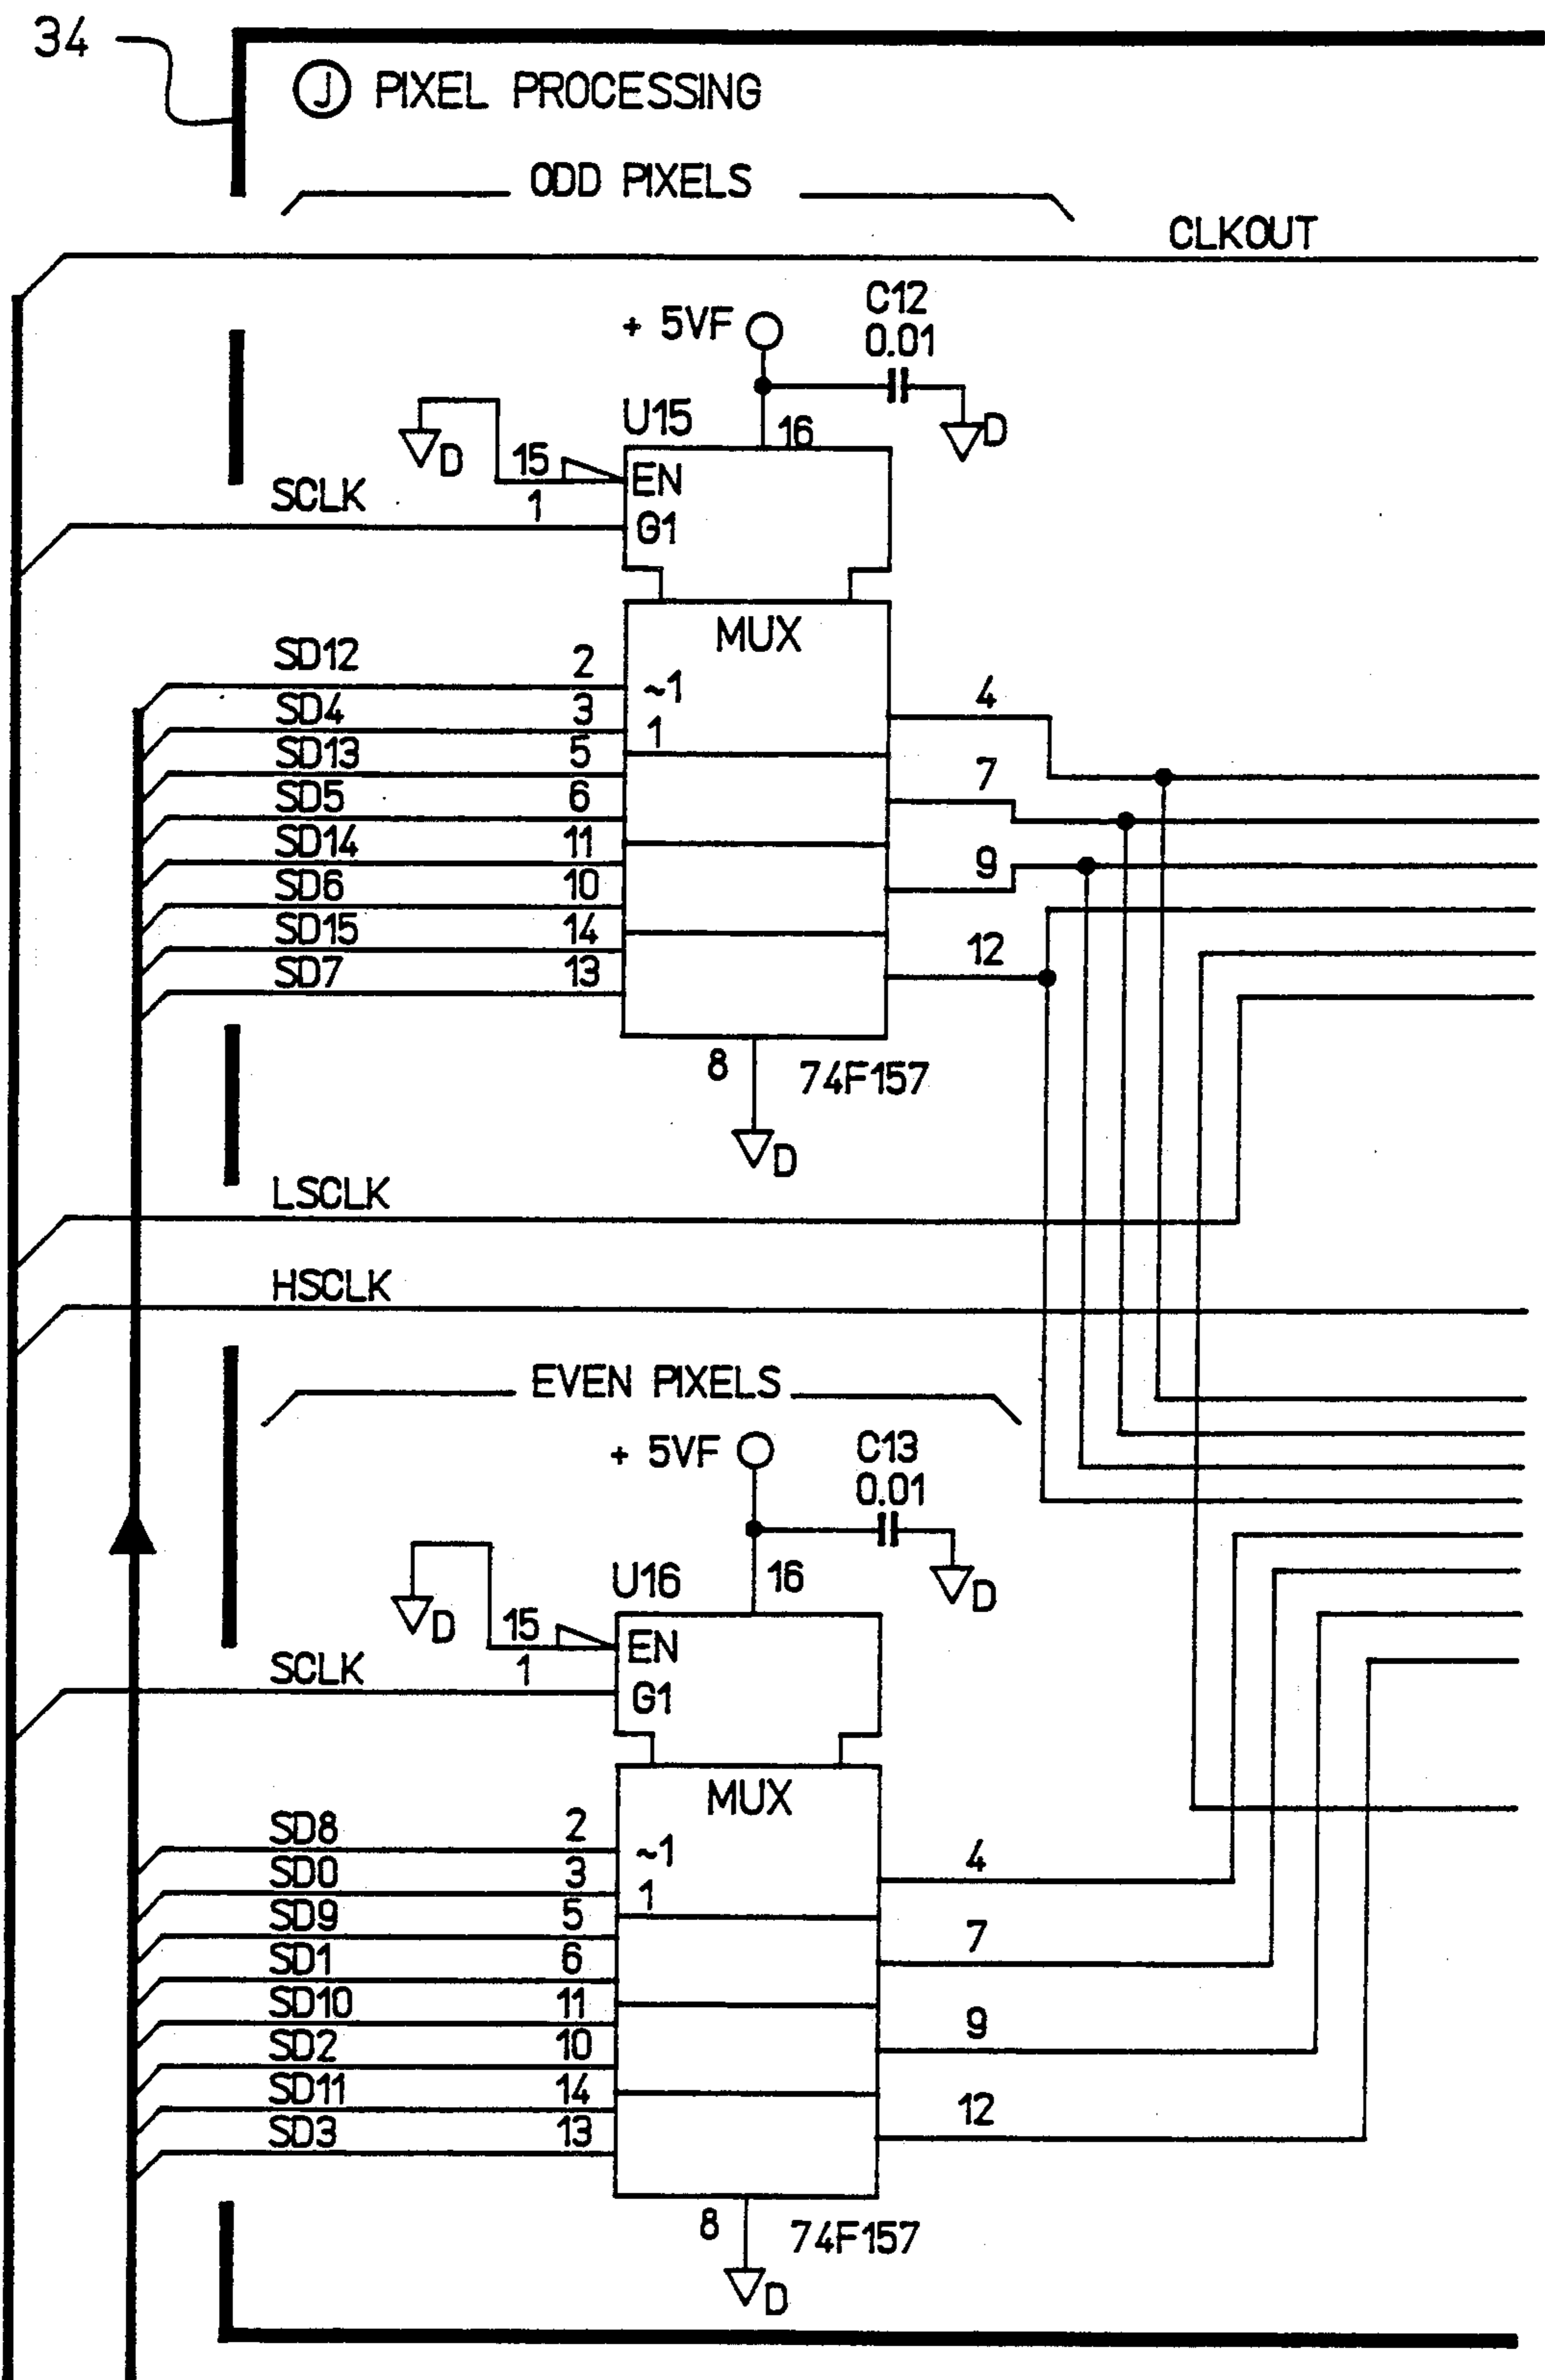 34
J PIXEL PROCESSING
ODD PIXELS
CLKOUT
+ 5VF
C12
0.01
D
U15
16
D
15
EN
SCLK
1
G1
MUX
SD12 2
~1
SD4 3
1
4
SD13 5
SD5 6
7
SD14 11
SD6 10
9
SD15 14
SD7 13
12
8
74F157
D
LSCLK
HSCLK
EVEN PIXELS
+ 5VF
C13
0.01
U16
16
D
D
15
EN
SCLK
1
G1
MUX
SD8 2
~1
SD0 3
1
4
SD9 5
SD1 6
7
SD10 11
SD2 10
9
SD11 14
SD3 13
12
8
74F157
D